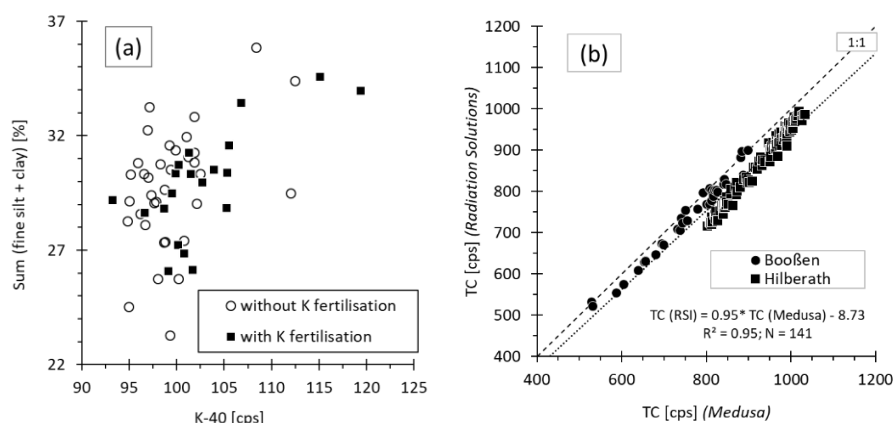 (a)
37
32
27
22
Sum (fine silt + clay) [%]
without K fertilisation
with K fertilisation
90 95 100 105 110 115 120 125
K-40 [cps]
(b)
1:1
1200
1100
1000
900
800
700
600
500
400
TC [cps] (Radiation Solutions)
Booßen
Hilberath
TC (RSI) = 0.95* TC (Medusa) - 8.73
R² = 0.95; N = 141
400 600 800 1000 1200
TC [cps] (Medusa)